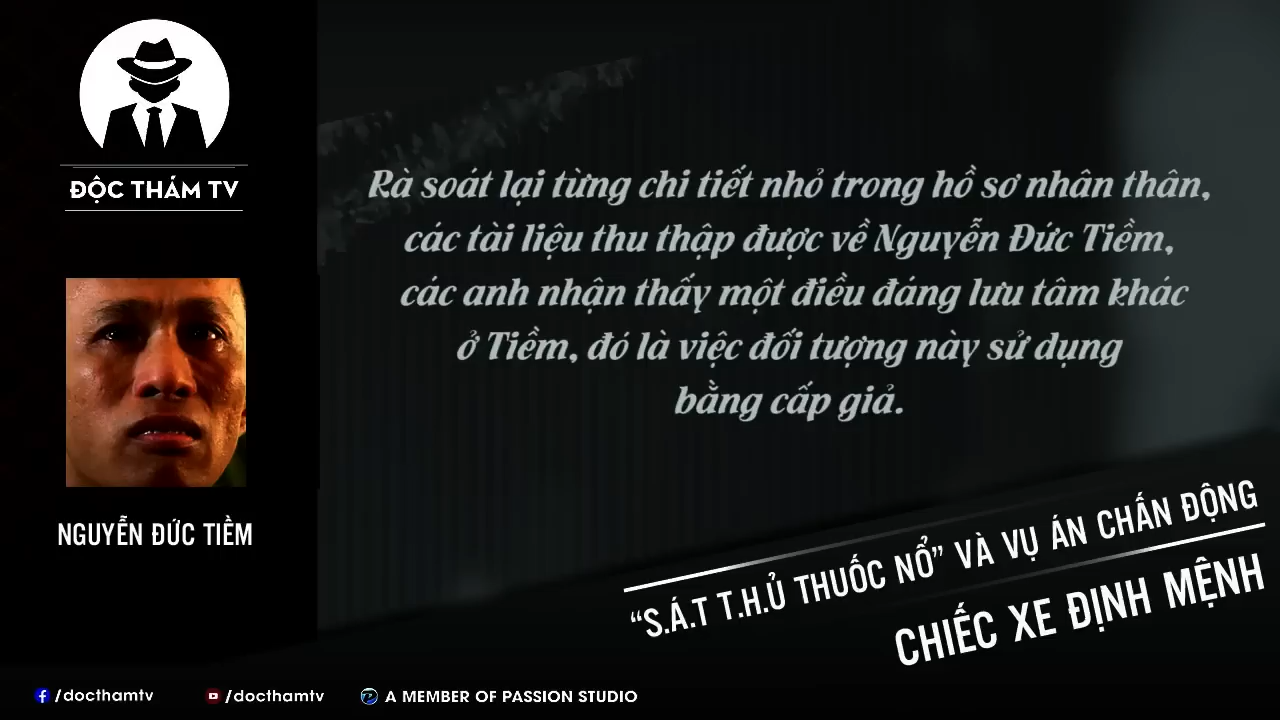 ĐỘC THÁM TV
NGUYỄN ĐỨC TIỀM
Rà soát lại từng chi tiết nhỏ trong hồ sơ nhân thân,
các tài liệu thu thập được về Nguyễn Đức Tiềm,
các anh nhận thấy một điều đáng lưu tâm khác
ở Tiềm, đó là việc đối tượng này sử dụng
bằng cấp giả.
“S.Á.T T.H.Ủ THUỐC NỔ” VÀ VỤ ÁN CHẤN ĐỘNG
CHIẾC XE ĐỊNH MỆNH
/docthamtv
/docthamtv
A MEMBER OF PASSION STUDIO